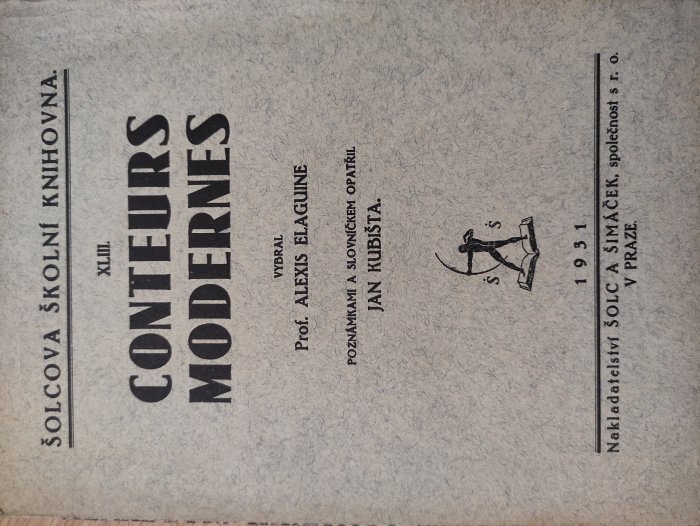 ŠOLCOVA ŠKOLNÍ KNIHOVNA.
XLIII.
CONTEURS
MODERNES
VYBRAL
Prof. ALEXIS ELAGUINE
POZNÁMKAMI A SLOVNÍČKEM OPATŘIL
JAN KUBIŠTA.
Š Š
1931
Nakladatelství ŠOLC A ŠIMÁČEK, společnost s r. o.
V PRAZE.